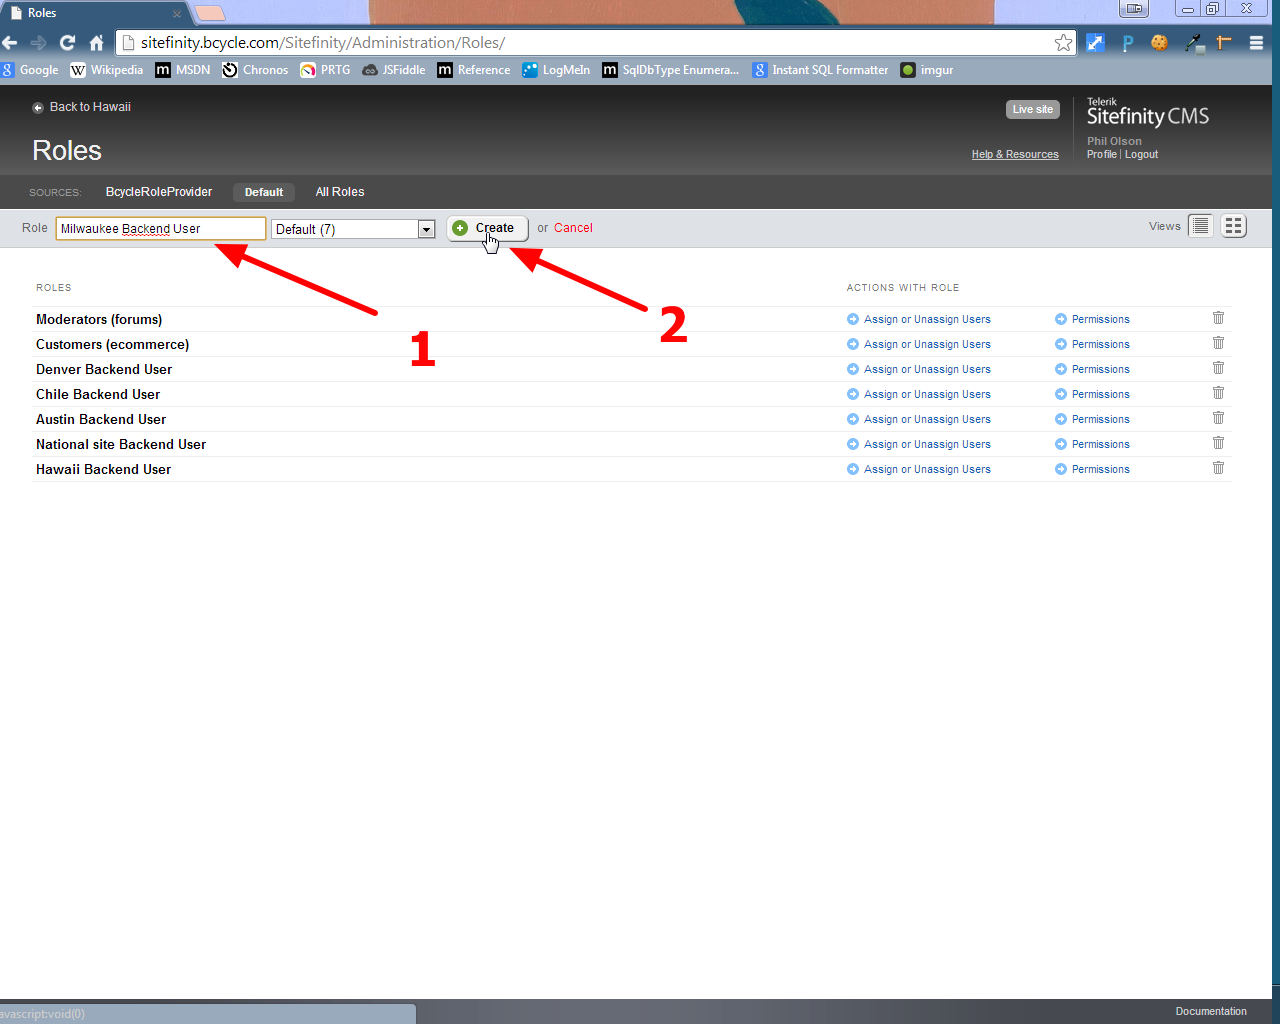 Roles
sitefinity.bcycle.com/Sitefinity/Administration/Roles/
Google Wikipedia MSDN Chronos PRTG JSFiddle Reference LogMeIn SqlDbType Enumera... Instant SQL Formatter imgur
Back to Hawaii
Live site
Telerik
Sitefinity CMS
Roles
Phil Olson
Help & Resources
Profile | Logout
SOURCES: BcycleRoleProvider Default All Roles
Role Milwaukee Backend User Default (7) Create or Cancel Views
1
2
ROLES ACTIONS WITH ROLE
Moderators (forums) Assign or Unassign Users Permissions
Customers (ecommerce) Assign or Unassign Users Permissions
Denver Backend User Assign or Unassign Users Permissions
Chile Backend User Assign or Unassign Users Permissions
Austin Backend User Assign or Unassign Users Permissions
National site Backend User Assign or Unassign Users Permissions
Hawaii Backend User Assign or Unassign Users Permissions
Documentation
avascript:void(0)